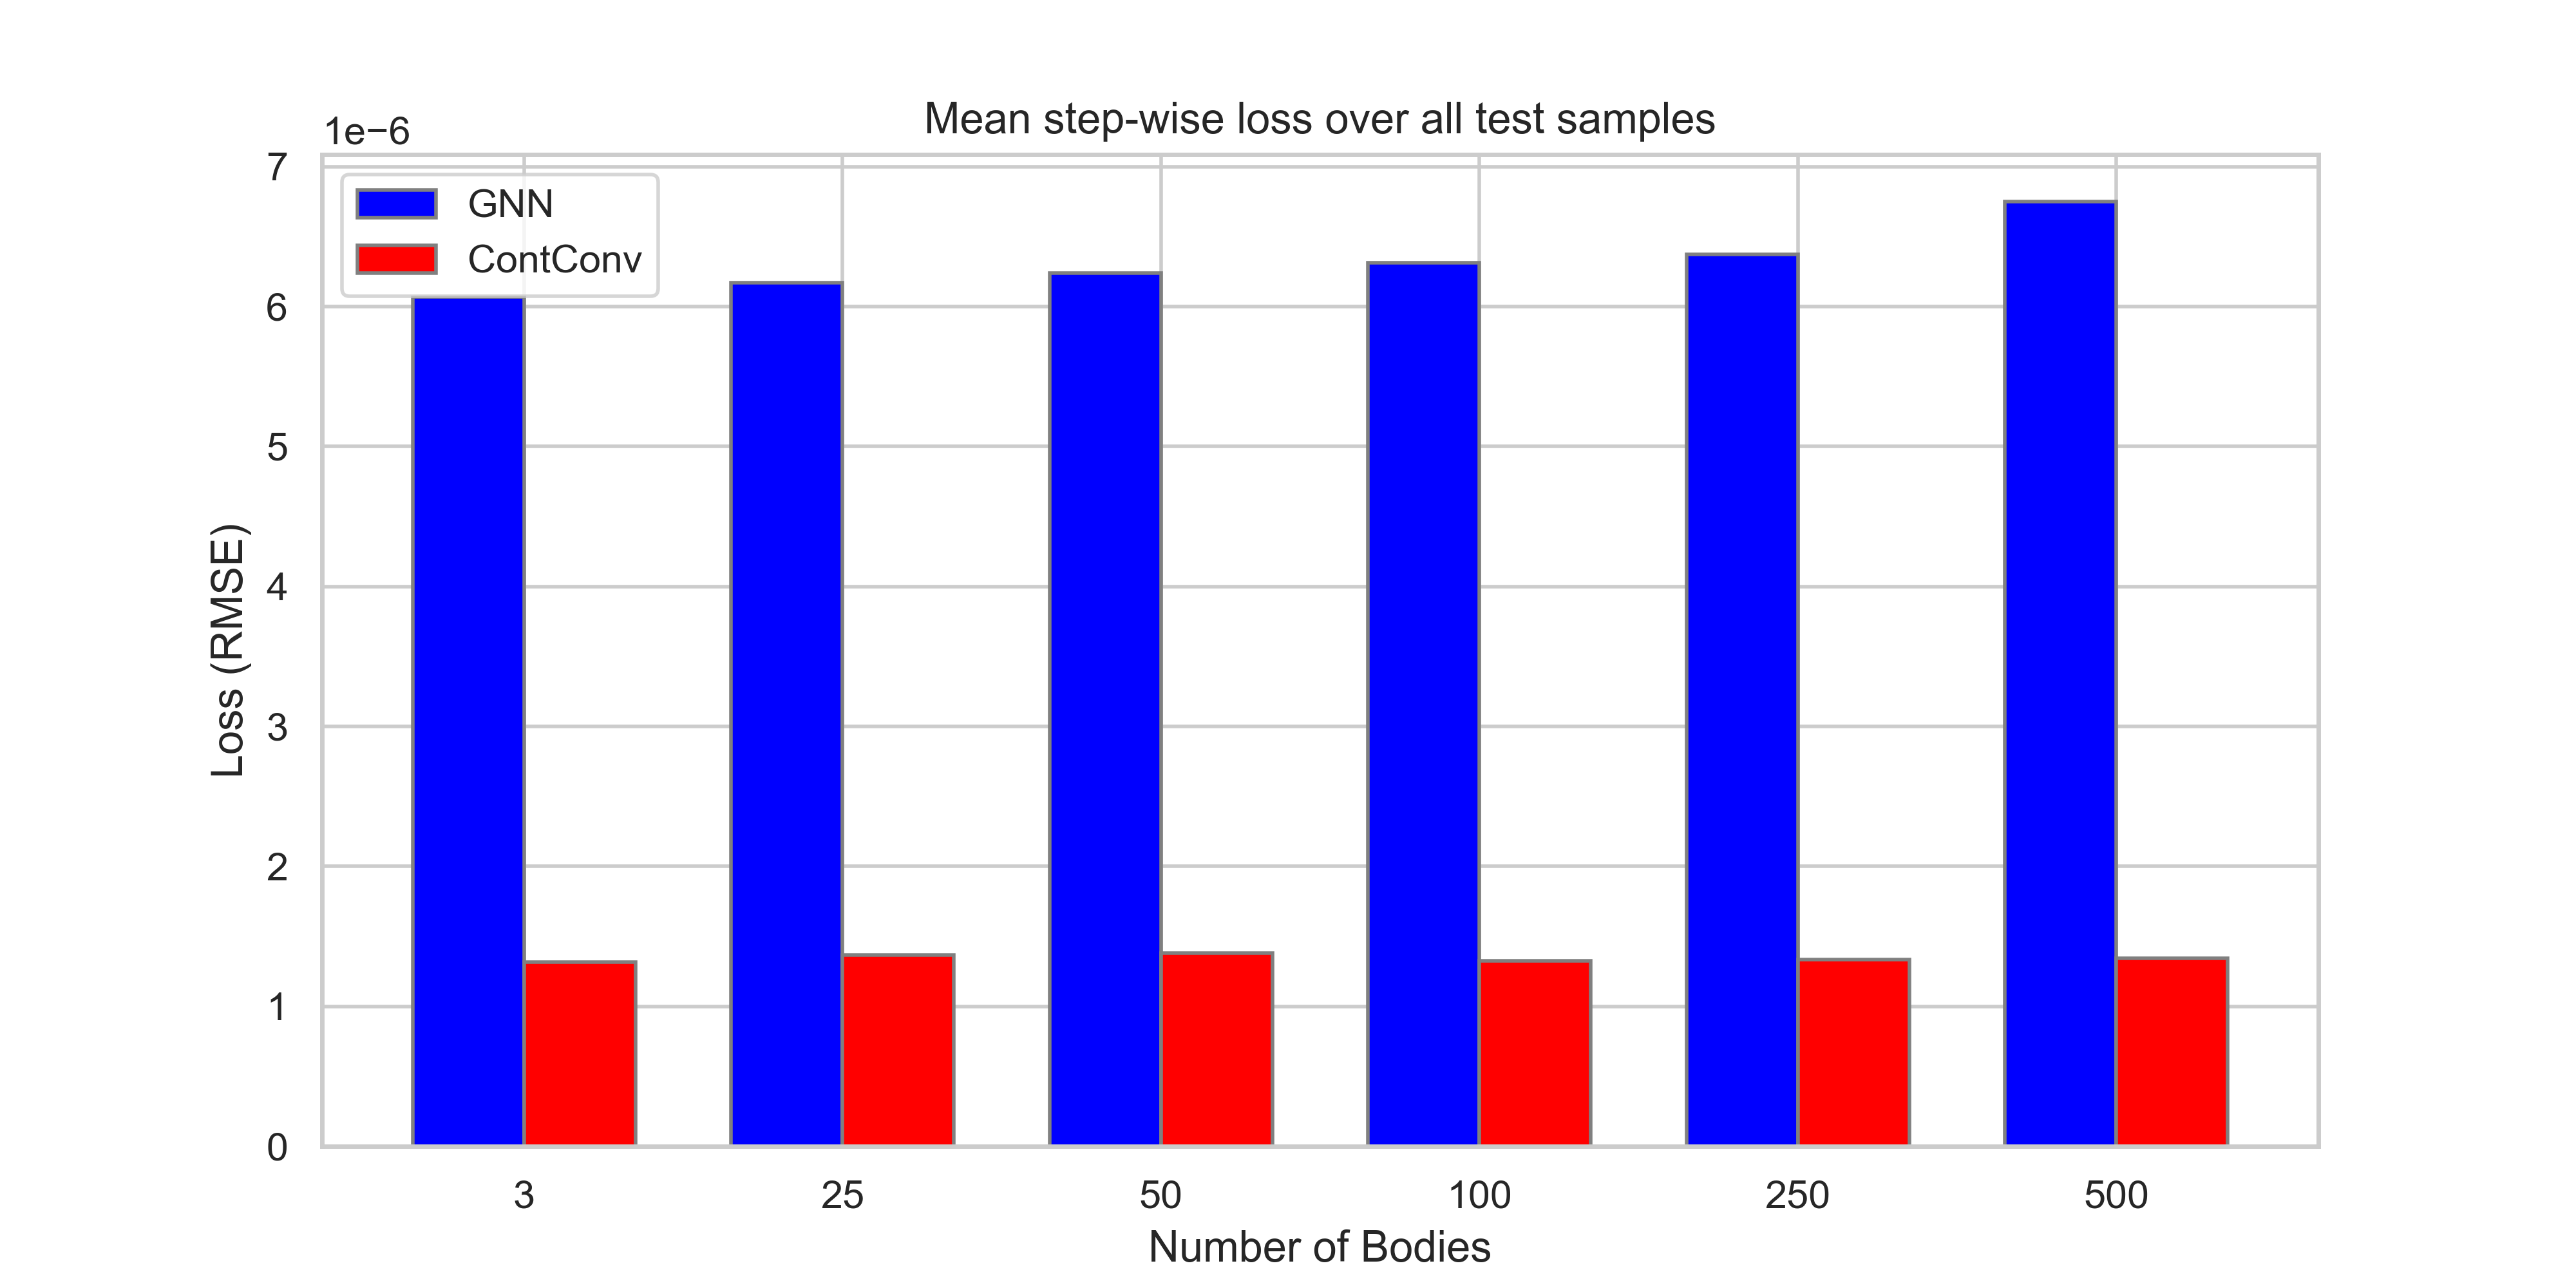 Mean step-wise loss over all test samples
1e−6
GNN
ContConv
7
6
5
4
3
2
1
0
Loss (RMSE)
3 25 50 100 250 500
Number of Bodies